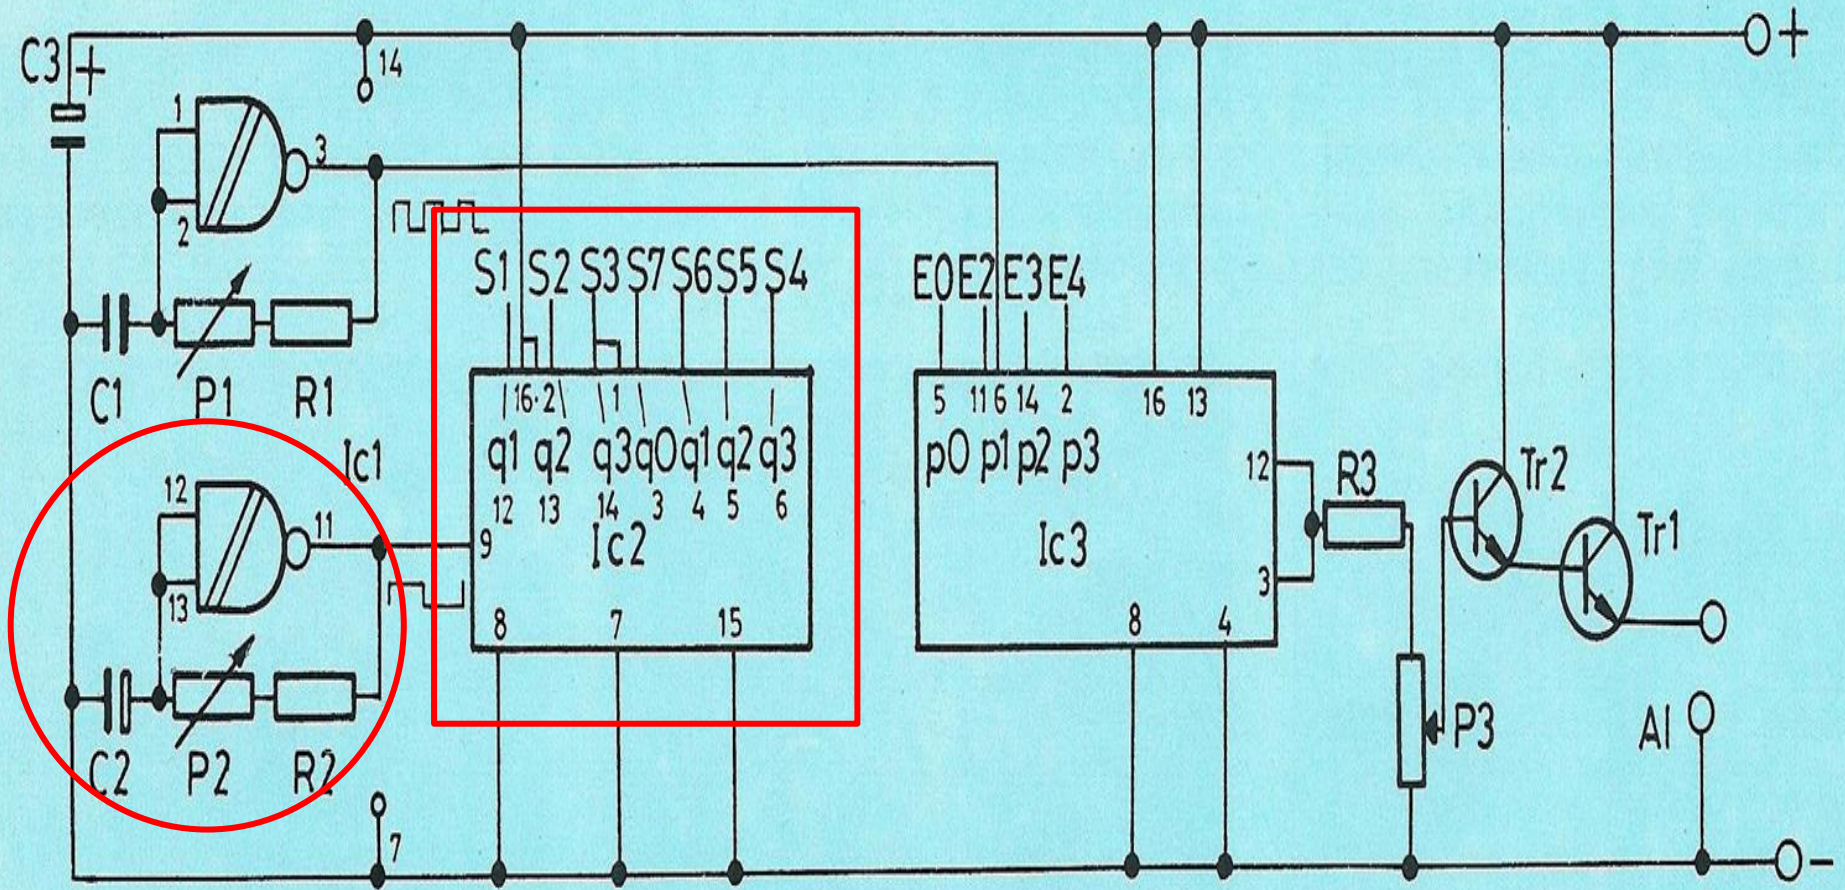 C3 + 14 +
1 3
2
S1 S2 S3 S7 S6 S5 S4 E0 E2 E3 E4
C1 P1 R1
16· 2 1 5 11 6 14 2 16 13
q1 q2 q3 q0 q1 q2 q3 p0 p1 p2 p3
Ic1
12 12 R3 Tr2
12 13 14 3 4 5 6
11 9 Ic2 Ic3 Tr1
13 3
8 7 15 8 4
C2 P2 R2 P3 Al
7 -